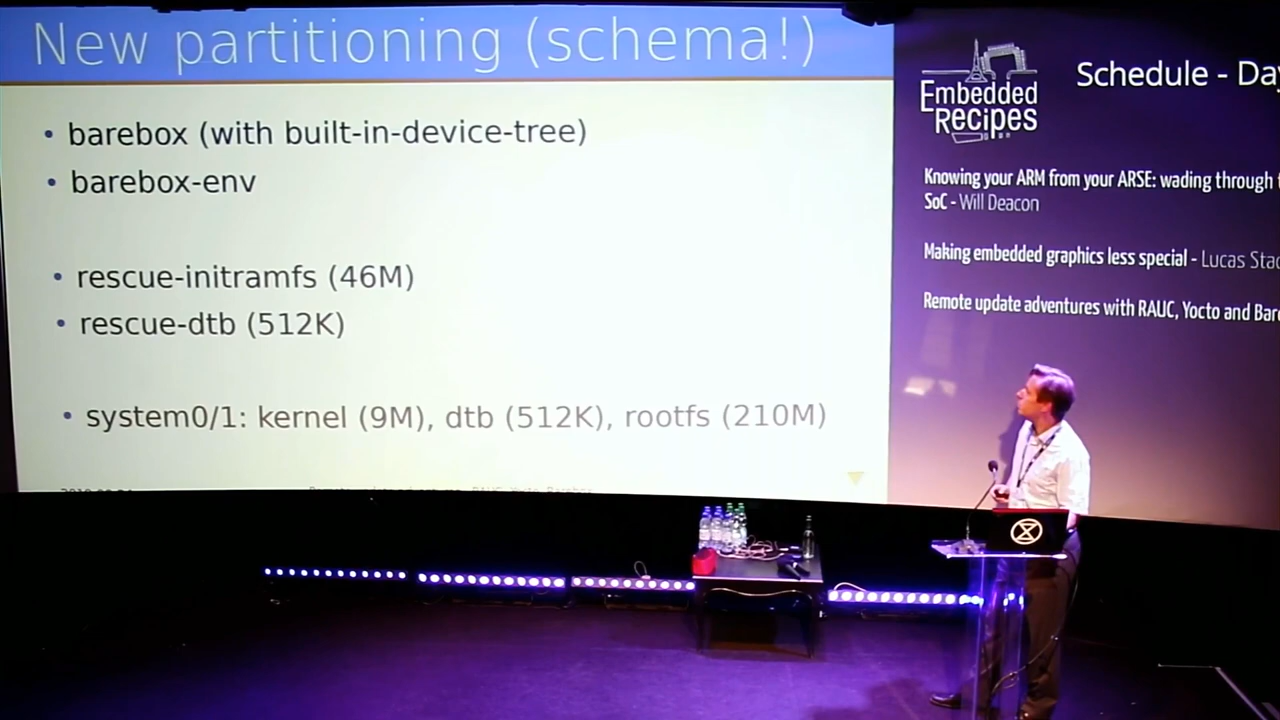 New partitioning (schema!)
• barebox (with built-in-device-tree)
• barebox-env
• rescue-initramfs (46M)
• rescue-dtb (512K)
• system0/1: kernel (9M), dtb (512K), rootfs (210M)
Embedded
Recipes
Schedule - Day
Knowing your ARM from your ARSE: wading through
SoC - Will Deacon
Making embedded graphics less special - Lucas
Remote update adventures with RAUC, Yocto and